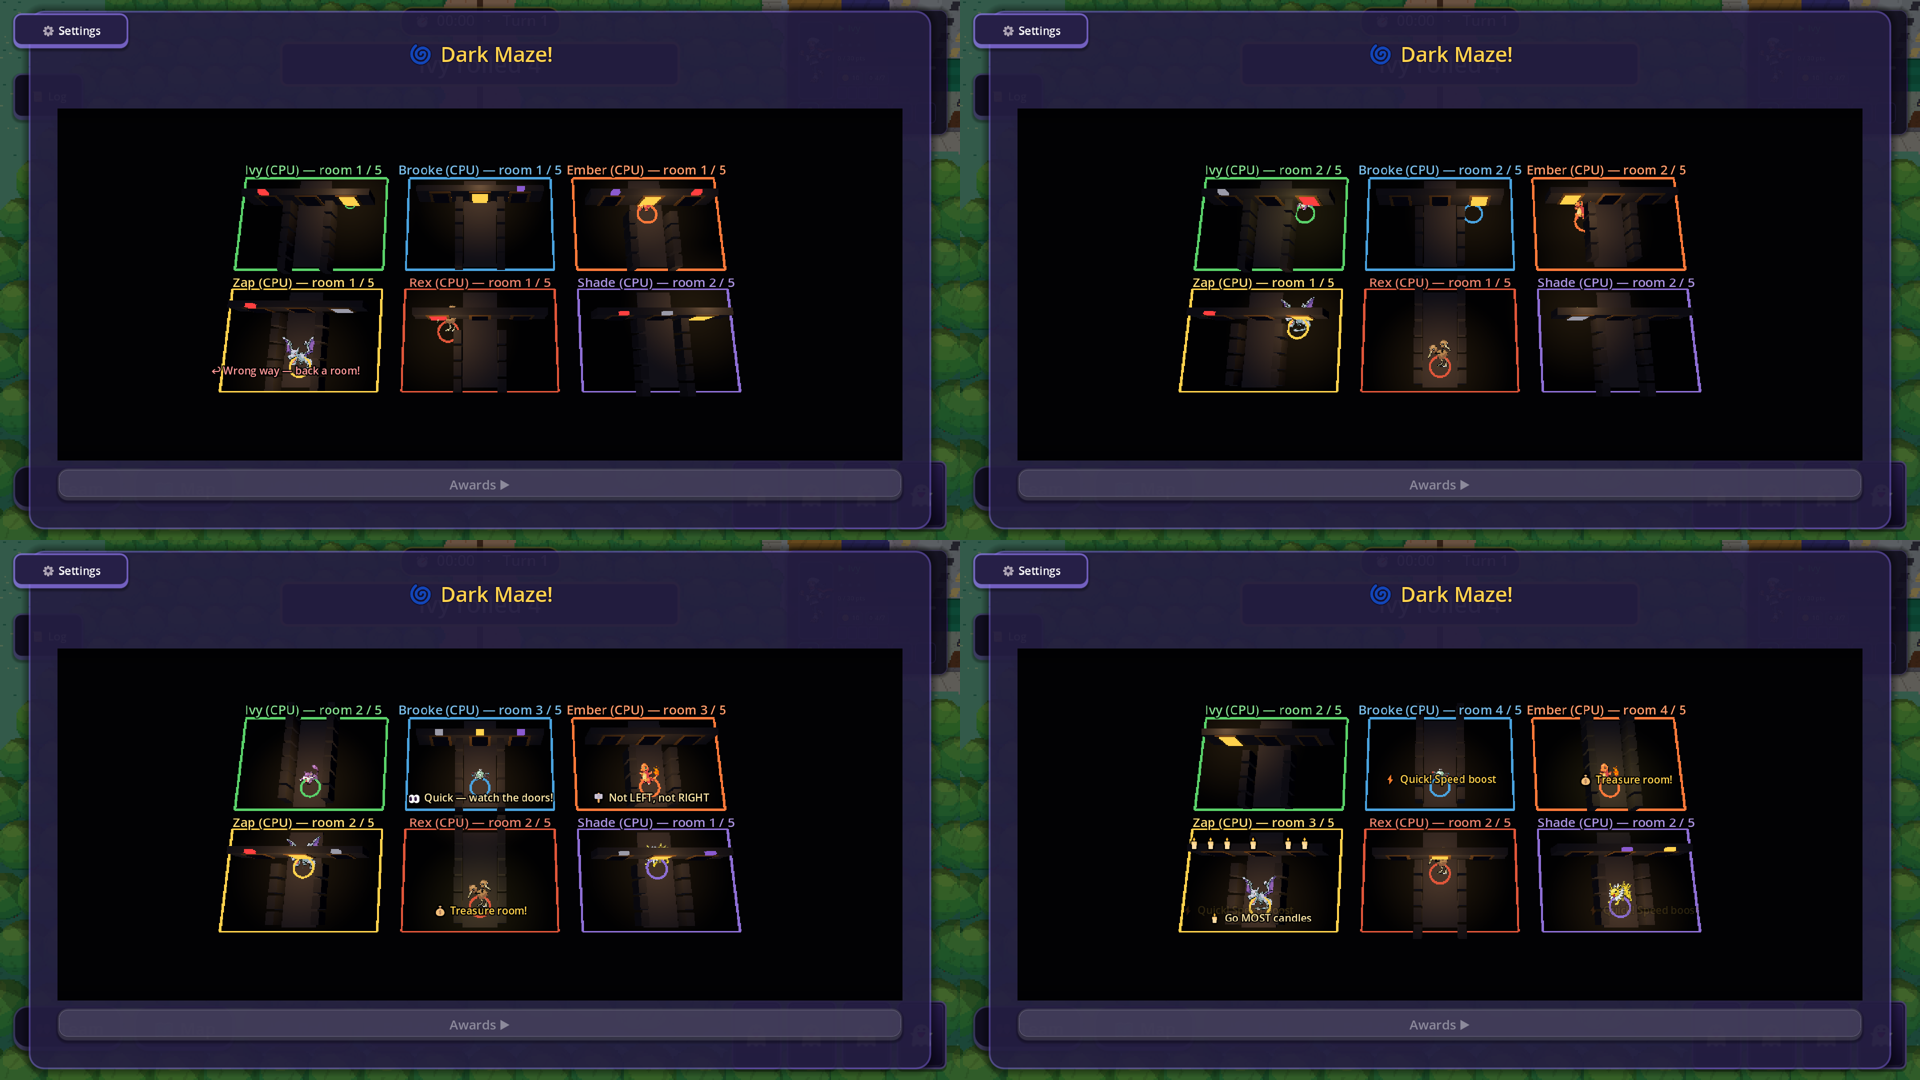 Settings
Dark Maze!
Ivy (CPU) — room 1 / 5
Brooke (CPU) — room 1 / 5
Ember (CPU) — room 1 / 5
Zap (CPU) — room 1 / 5
Rex (CPU) — room 1 / 5
Shade (CPU) — room 2 / 5
Wrong way — back a room!
Awards ▶
Settings
Dark Maze!
Ivy (CPU) — room 2 / 5
Brooke (CPU) — room 2 / 5
Ember (CPU) — room 2 / 5
Zap (CPU) — room 1 / 5
Rex (CPU) — room 1 / 5
Shade (CPU) — room 2 / 5
Awards ▶
Settings
Dark Maze!
Ivy (CPU) — room 2 / 5
Brooke (CPU) — room 3 / 5
Ember (CPU) — room 3 / 5
Quick — watch the doors!
Not LEFT, not RIGHT
Zap (CPU) — room 2 / 5
Rex (CPU) — room 2 / 5
Shade (CPU) — room 1 / 5
Treasure room!
Awards ▶
Settings
Dark Maze!
Ivy (CPU) — room 2 / 5
Brooke (CPU) — room 4 / 5
Ember (CPU) — room 4 / 5
Quick! Speed boost
Treasure room!
Zap (CPU) — room 3 / 5
Rex (CPU) — room 2 / 5
Shade (CPU) — room 2 / 5
Go MOST candles
Awards ▶